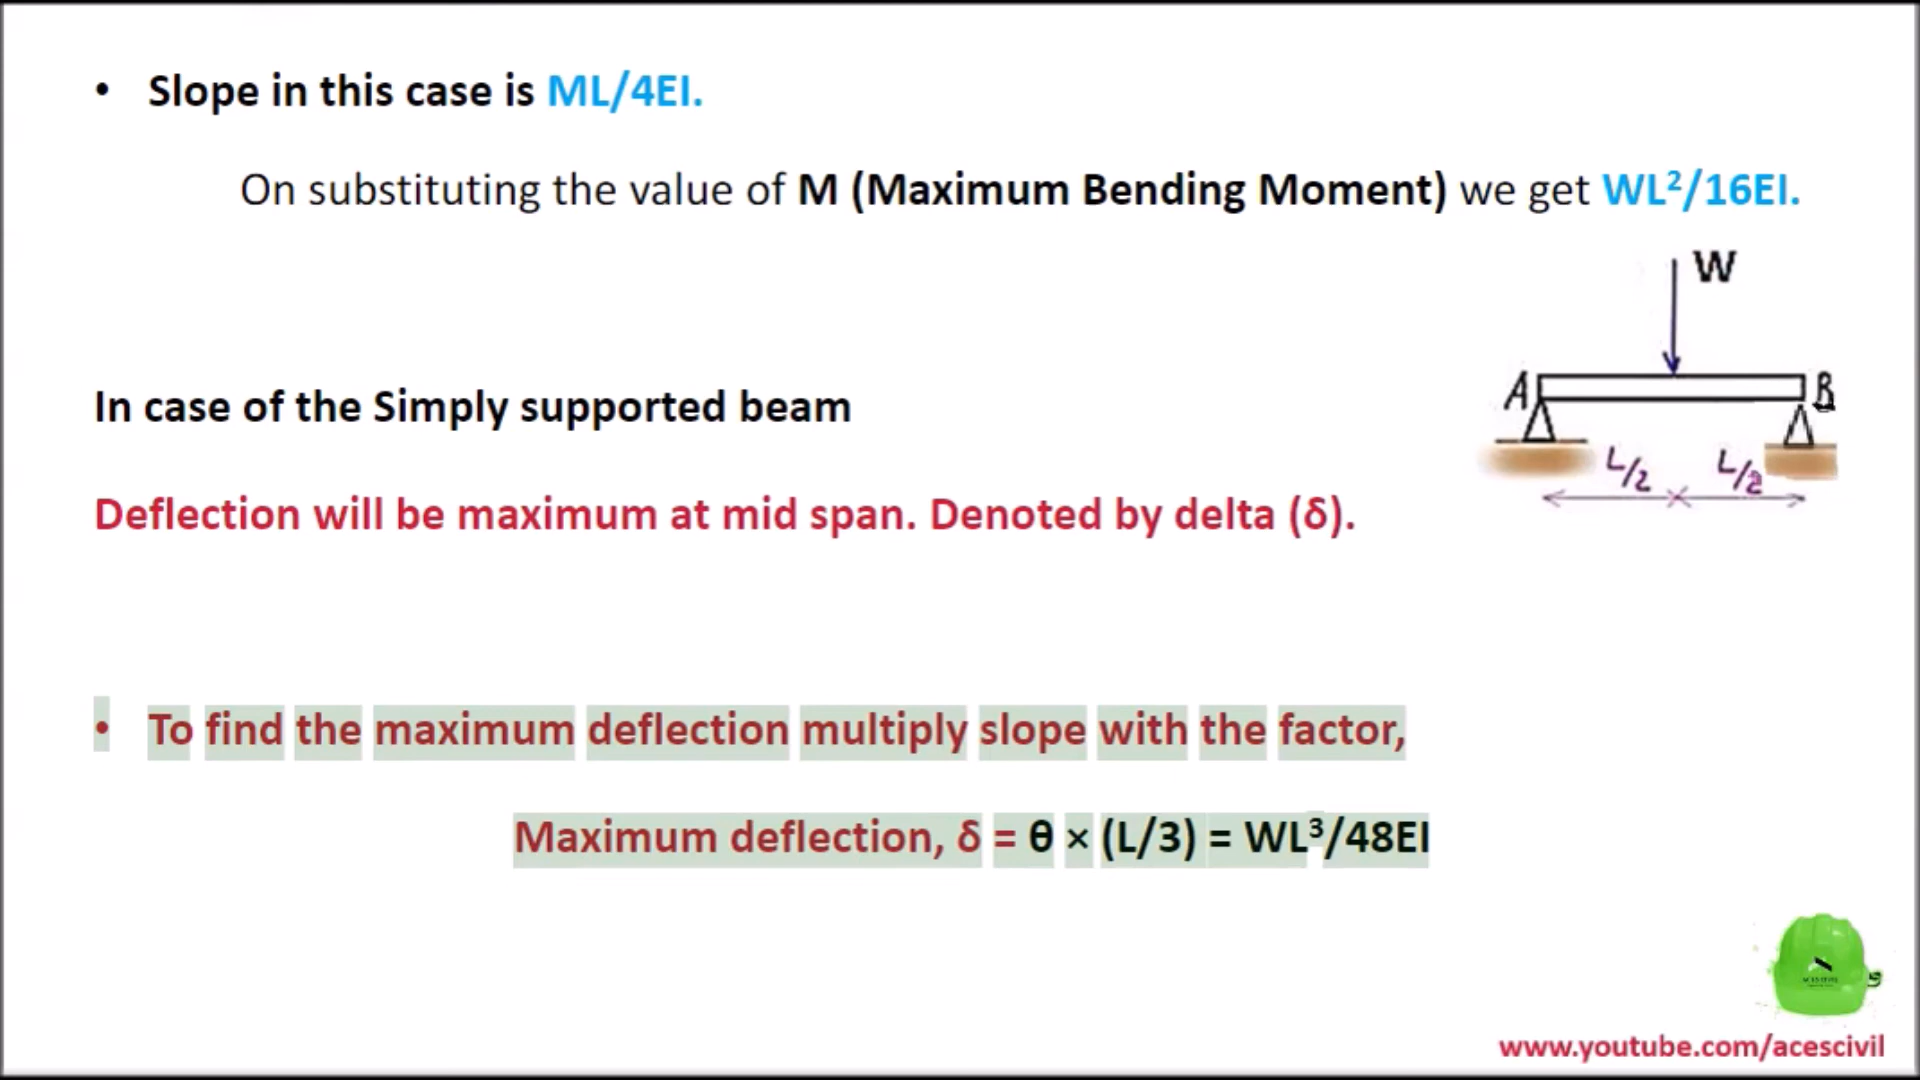 • Slope in this case is ML/4EI.
On substituting the value of M (Maximum Bending Moment) we get WL²/16EI.
W
A
B
L/2
L/2
In case of the Simply supported beam
Deflection will be maximum at mid span. Denoted by delta (δ).
• To find the maximum deflection multiply slope with the factor,
Maximum deflection, δ = θ × (L/3) = WL³/48EI
www.youtube.com/acescivil